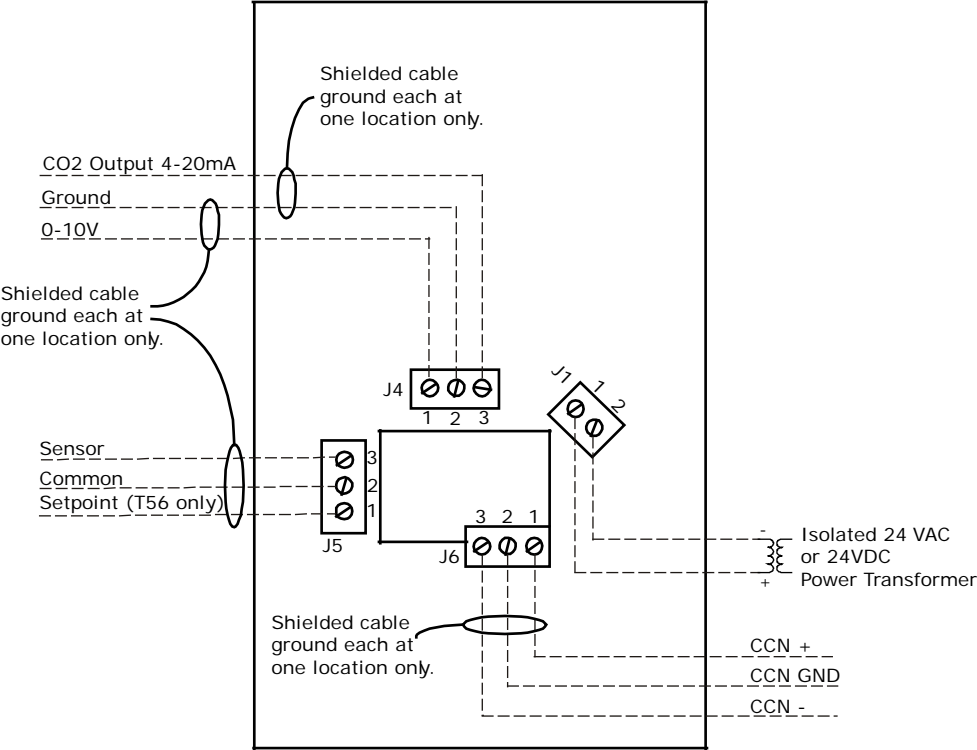 Shielded cable
ground each at
one location only.
CO2 Output 4-20mA
Ground
0-10V
Shielded cable
ground each at
one location only.
J4
1 2 3
J1
1
2
Sensor
Common
Setpoint (T56 only)
3
2
1
J5
3 2 1
J6
-
+
Isolated 24 VAC
or 24VDC
Power Transformer
Shielded cable
ground each at
one location only.
CCN +
CCN GND
CCN -